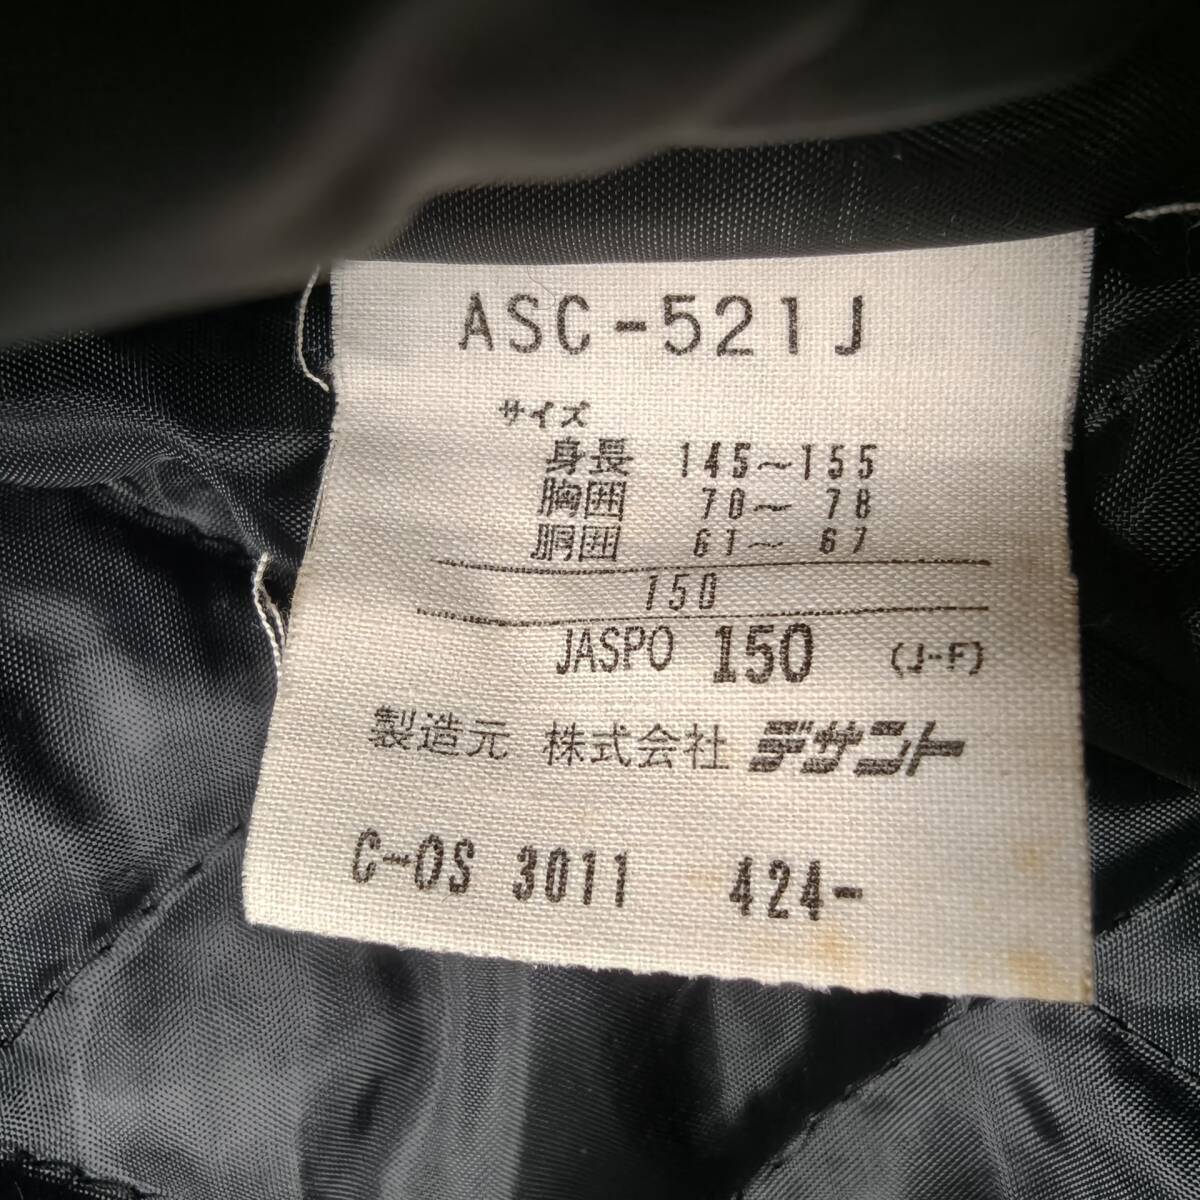 ASC-521J
サイズ
身長 145～155
胸囲 70～ 78
胴囲 61～ 67
150
JASPO 150 (J-F)
製造元 株式会社 デサント
C-OS 3011 424-